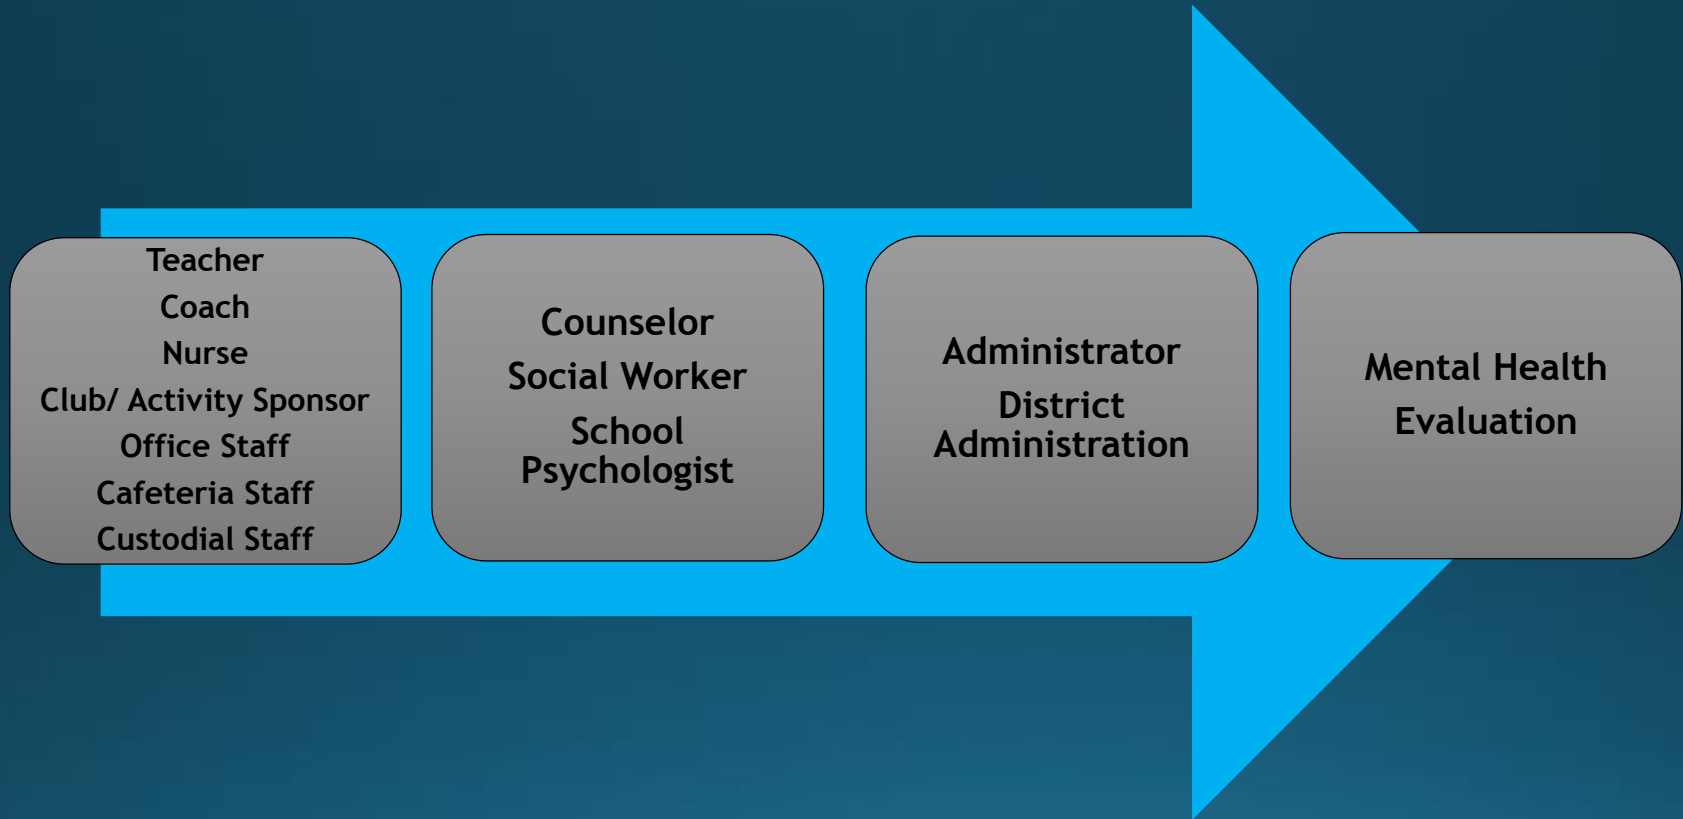 Teacher
Coach
Nurse
Club/ Activity Sponsor
Office Staff
Cafeteria Staff
Custodial Staff
Counselor
Social Worker
School
Psychologist
Administrator
District
Administration
Mental Health
Evaluation